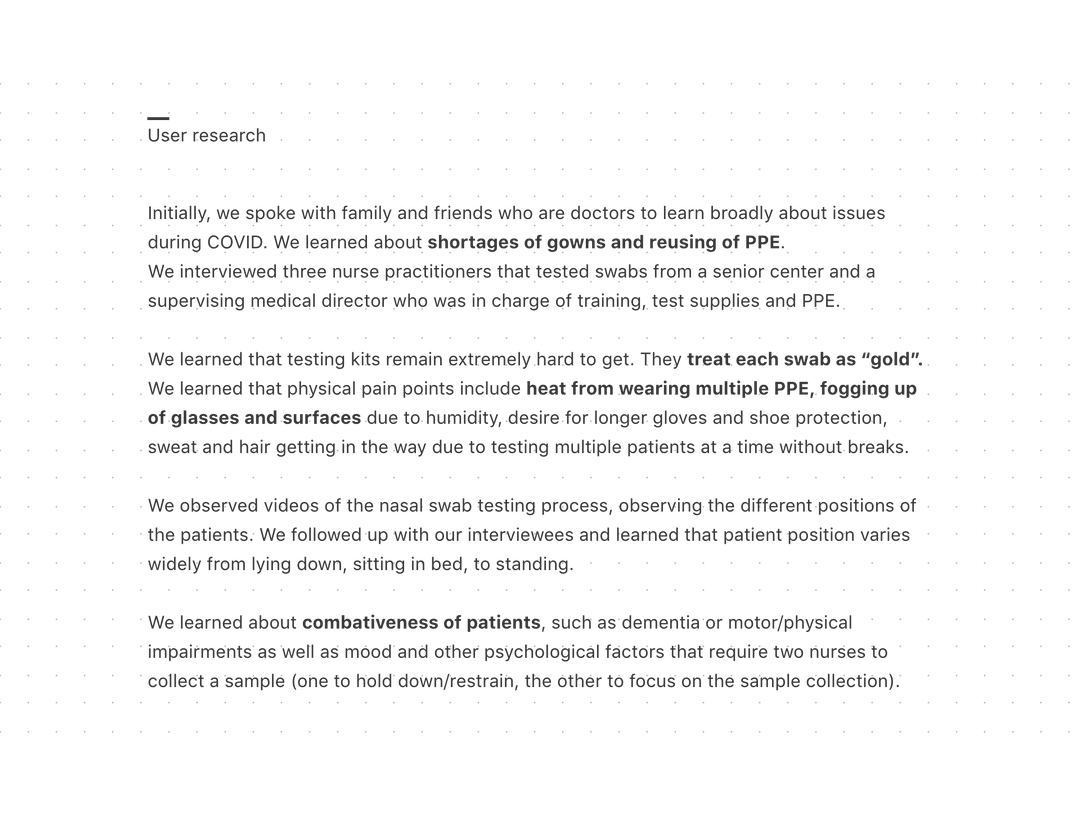 User research
Initially, we spoke with family and friends who are doctors to learn broadly about issues
during COVID. We learned about shortages of gowns and reusing of PPE.
We interviewed three nurse practitioners that tested swabs from a senior center and a
supervising medical director who was in charge of training, test supplies and PPE.
We learned that testing kits remain extremely hard to get. They treat each swab as “gold”.
We learned that physical pain points include heat from wearing multiple PPE, fogging up
of glasses and surfaces due to humidity, desire for longer gloves and shoe protection,
sweat and hair getting in the way due to testing multiple patients at a time without breaks.
We observed videos of the nasal swab testing process, observing the different positions of
the patients. We followed up with our interviewees and learned that patient position varies
widely from lying down, sitting in bed, to standing.
We learned about combativeness of patients, such as dementia or motor/physical
impairments as well as mood and other psychological factors that require two nurses to
collect a sample (one to hold down/restrain, the other to focus on the sample collection).